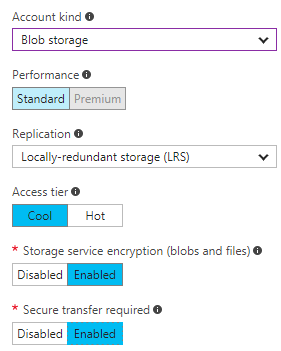 Account kind
Blob storage
Performance
Standard Premium
Replication
Locally-redundant storage (LRS)
Access tier
Cool Hot
* Storage service encryption (blobs and files)
Disabled Enabled
* Secure transfer required
Disabled Enabled